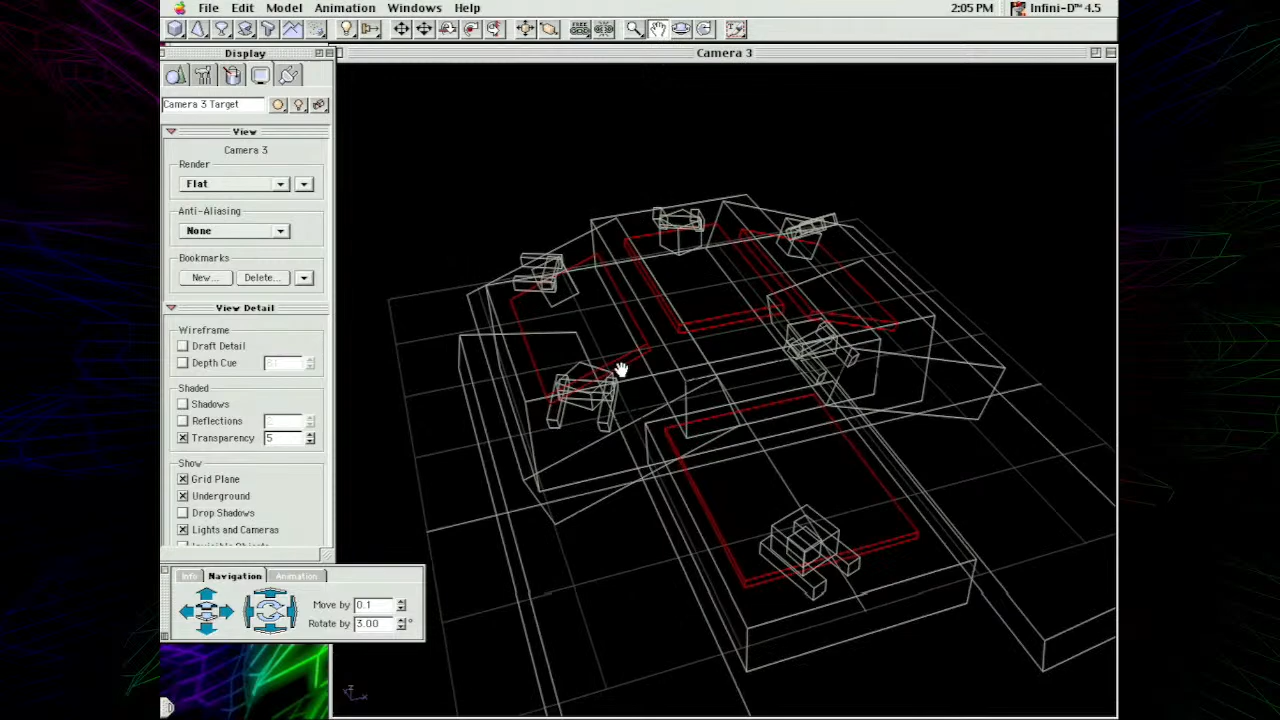 File Edit Model Animation Windows Help 2:05 PM Infini-D™ 4.5
Display
Camera 3
Camera 3 Target
View
Camera 3
Render
Flat
Anti-Aliasing
None
Bookmarks
New...
Delete...
View Detail
Wireframe
Draft Detail
Depth Cue
Shaded
Shadows
Reflections
Transparency 5
Show
Grid Plane
Underground
Drop Shadows
Lights and Cameras
Info Navigation Animation
Move by 0.1
Rotate by 3.00 °